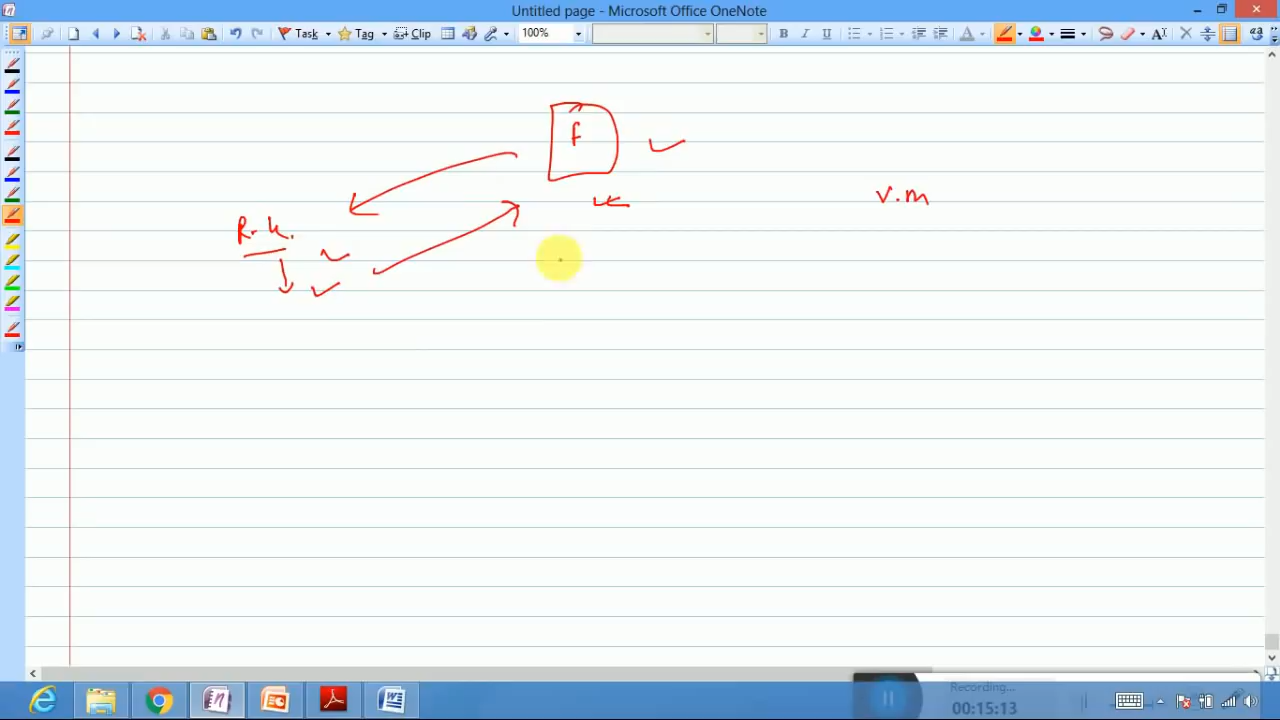 Untitled page - Microsoft Office OneNote
Task Tag Clip 100% B I U
f
v.m
R.k.
Recording...
00:15:13